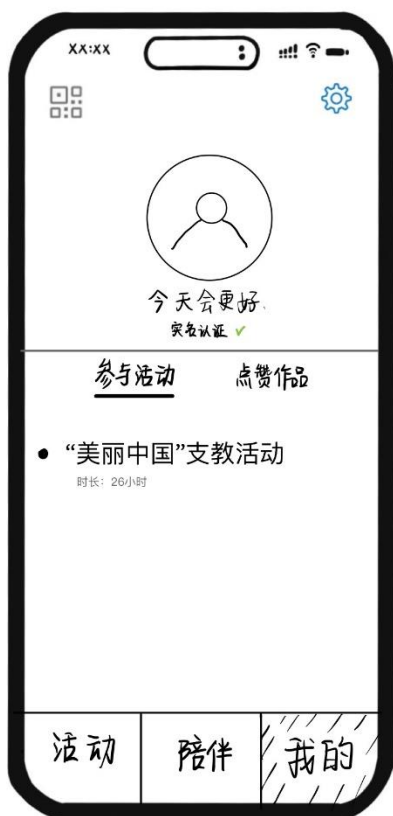 XX:XX
今天会更好.
实名认证 ✓
参与活动 点赞作品
• “美丽中国”支教活动
时长：26小时
活动 陪伴 我的